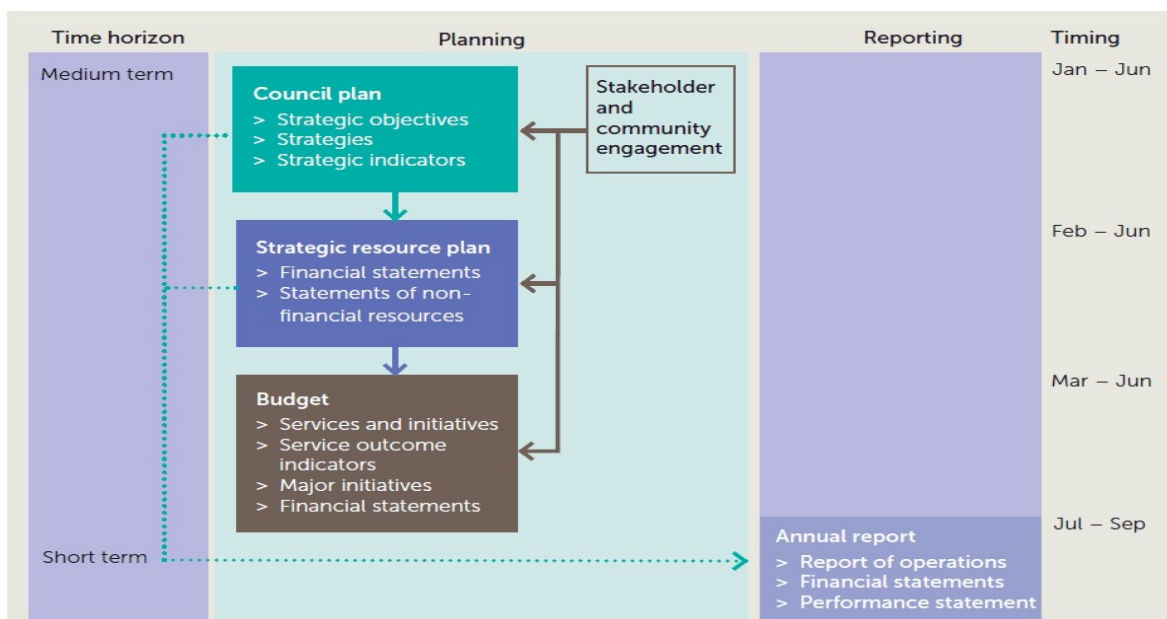 Time horizon
Planning
Reporting
Timing
Medium term
Council plan
> Strategic objectives
> Strategies
> Strategic indicators
Stakeholder
and
community
engagement
Jan – Jun
Strategic resource plan
> Financial statements
> Statements of non-
financial resources
Feb – Jun
Budget
> Services and initiatives
> Service outcome
indicators
> Major initiatives
> Financial statements
Mar – Jun
Short term
Annual report
> Report of operations
> Financial statements
> Performance statement
Jul – Sep